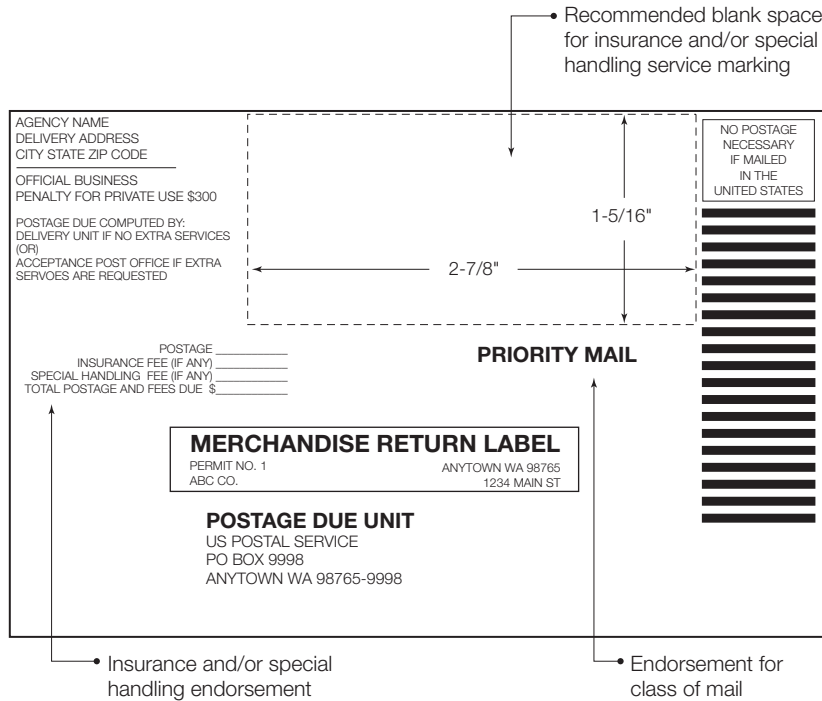 Recommended blank space
for insurance and/or special
handling service marking
AGENCY NAME
DELIVERY ADDRESS
CITY STATE ZIP CODE
OFFICIAL BUSINESS
PENALTY FOR PRIVATE USE $300
POSTAGE DUE COMPUTED BY:
DELIVERY UNIT IF NO EXTRA SERVICES
(OR)
ACCEPTANCE POST OFFICE IF EXTRA
SERVOES ARE REQUESTED
1-5/16"
2-7/8"
NO POSTAGE
NECESSARY
IF MAILED
IN THE
UNITED STATES
POSTAGE
INSURANCE FEE (IF ANY)
SPECIAL HANDLING FEE (IF ANY)
TOTAL POSTAGE AND FEES DUE $
PRIORITY MAIL
MERCHANDISE RETURN LABEL
PERMIT NO. 1 ANYTOWN WA 98765
ABC CO. 1234 MAIN ST
POSTAGE DUE UNIT
US POSTAL SERVICE
PO BOX 9998
ANYTOWN WA 98765-9998
Insurance and/or special
handling endorsement
Endorsement for
class of mail